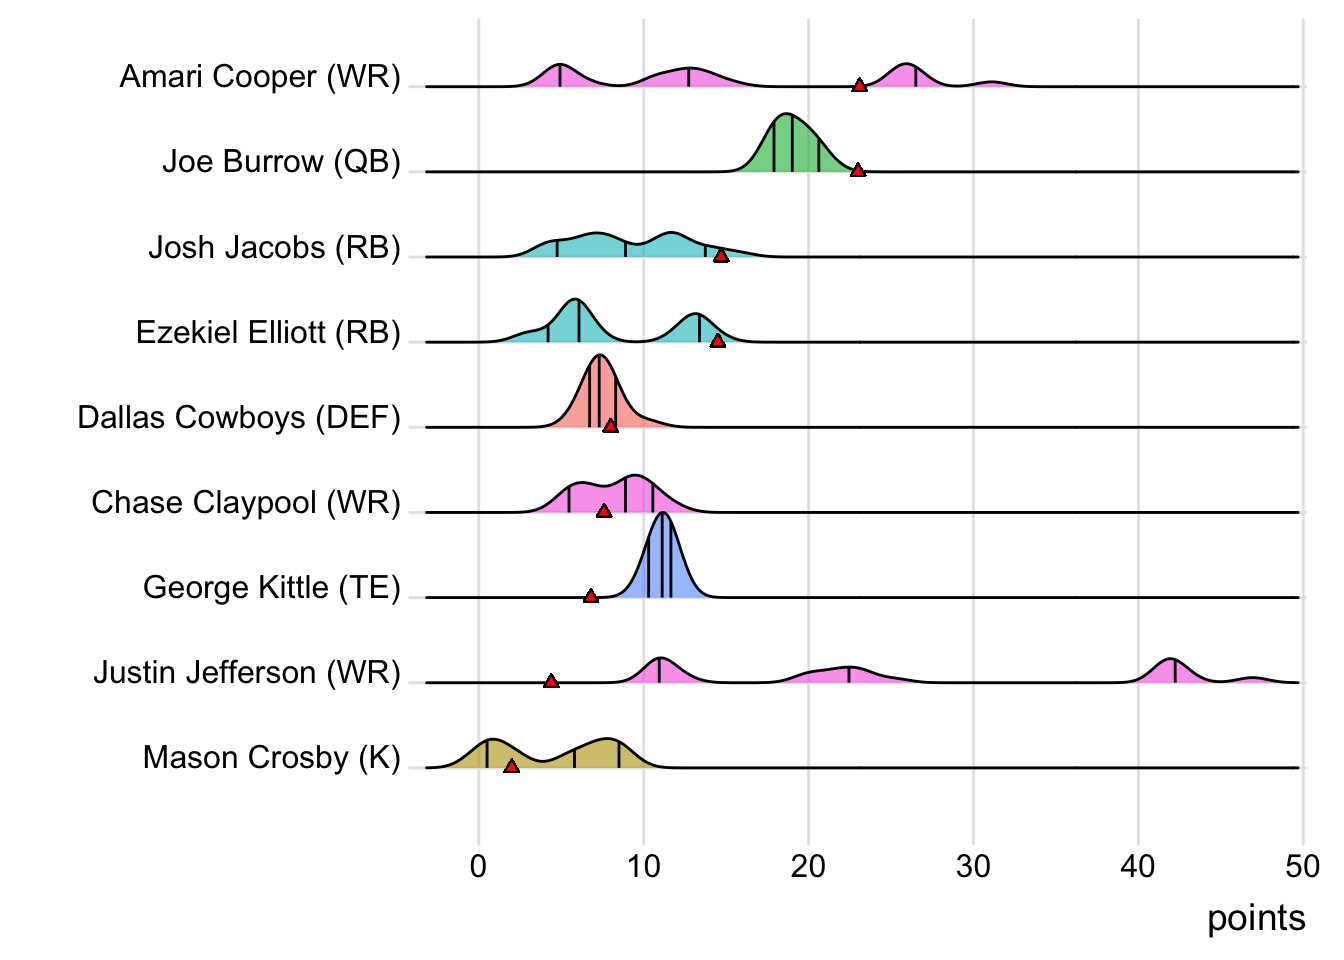 Amari Cooper (WR)
Joe Burrow (QB)
Josh Jacobs (RB)
Ezekiel Elliott (RB)
Dallas Cowboys (DEF)
Chase Claypool (WR)
George Kittle (TE)
Justin Jefferson (WR)
Mason Crosby (K)
0 10 20 30 40 50
points